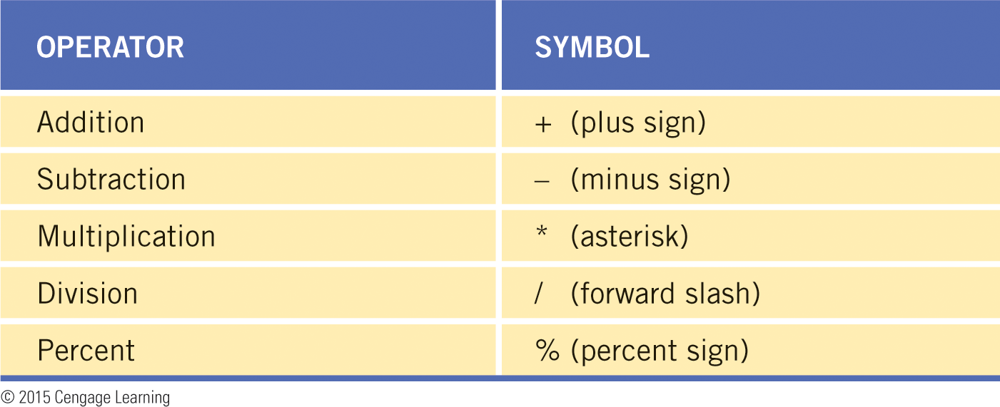 OPERATOR SYMBOL
Addition + (plus sign)
Subtraction – (minus sign)
Multiplication * (asterisk)
Division / (forward slash)
Percent % (percent sign)
© 2015 Cengage Learning